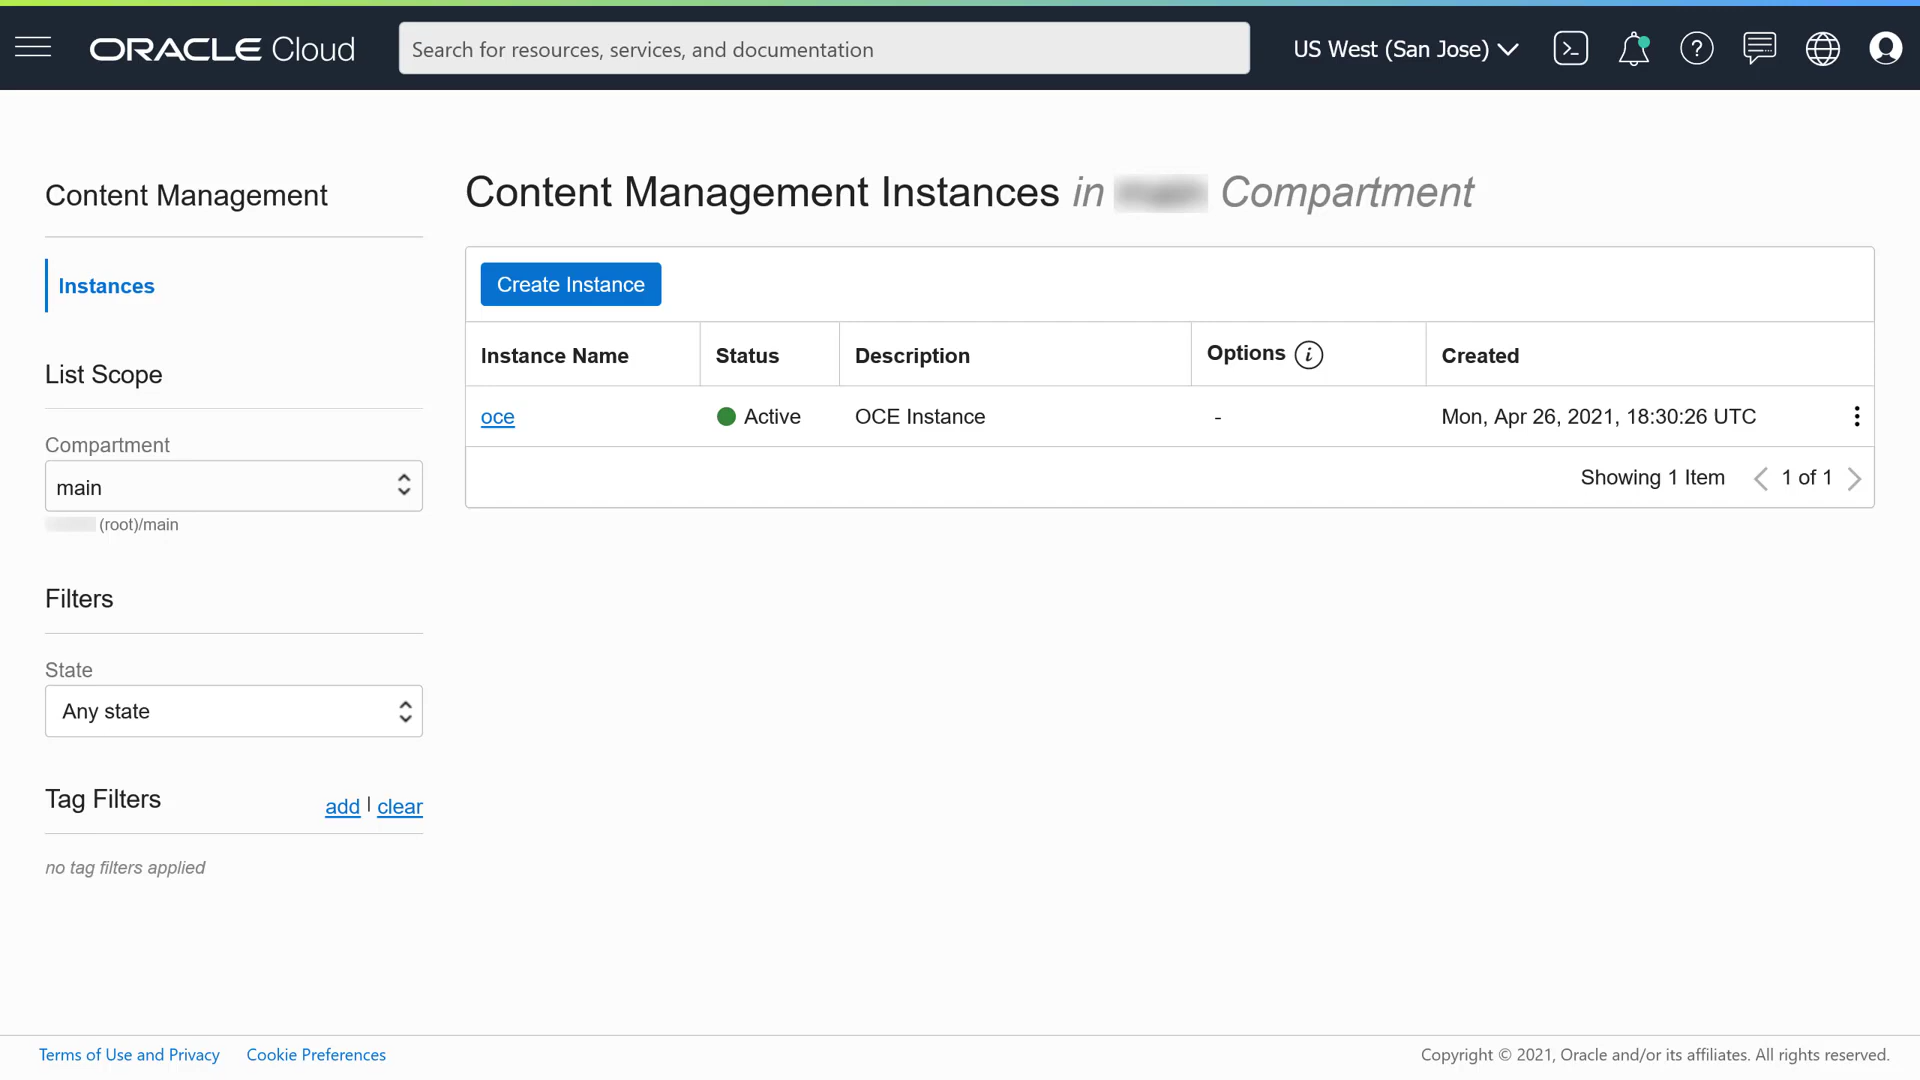 ORACLE Cloud
Search for resources, services, and documentation
US West (San Jose)
Content Management
Instances
List Scope
Compartment
main
(root)/main
Filters
State
Any state
Tag Filters
add | clear
no tag filters applied
Content Management Instances in Compartment
Create Instance
Instance Name Status Description Options i Created
oce Active OCE Instance - Mon, Apr 26, 2021, 18:30:26 UTC
Showing 1 Item < 1 of 1 >
Terms of Use and Privacy Cookie Preferences
Copyright © 2021, Oracle and/or its affiliates. All rights reserved.